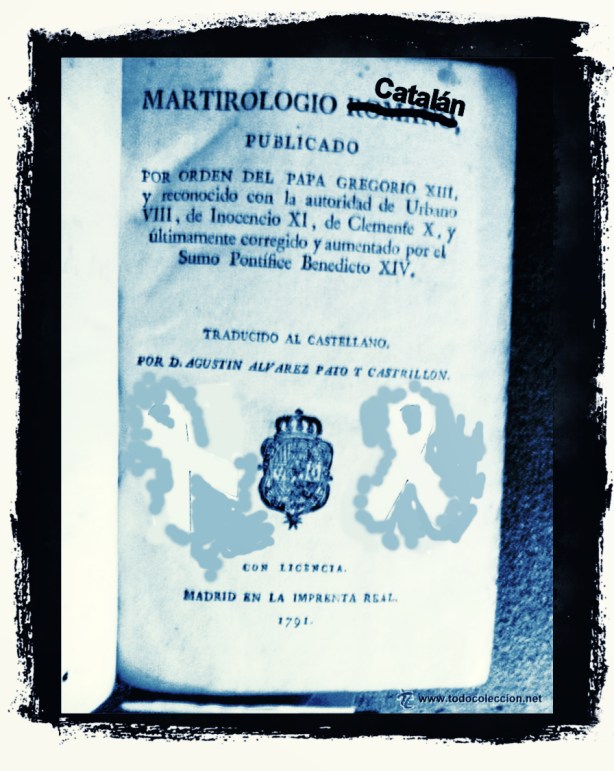 MARTIROLOGIO ROMANO,
Catalán
PUBLICADO
POR ORDEN DEL PAPA GREGORIO XIII,
y reconocido con la autoridad de Urbano
VIII, de Inocencio XI, de Clemente X, y
últimamente corregido y aumentado por el
Sumo Pontífice Benedicto XIV.
TRADUCIDO AL CASTELLANO,
POR D. AGUSTIN ALVAREZ PATO Y CASTRILLON.
CON LICENCIA.
MADRID EN LA IMPRENTA REAL.
1791.
www.todocoleccion.net